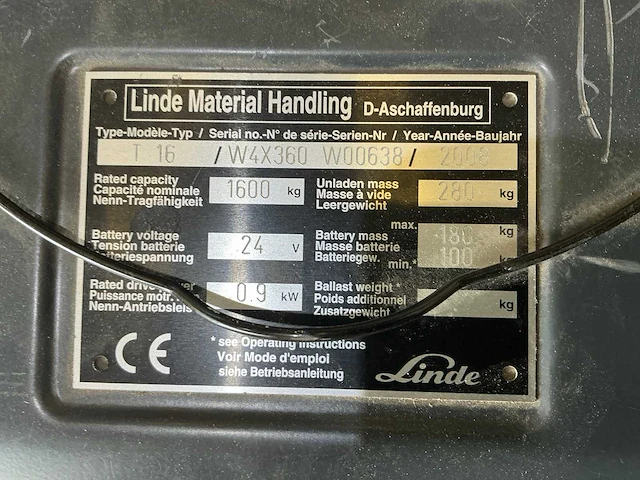 Linde Material Handling D-Aschaffenburg
Type-Modèle-Typ / Serial no.-N° de série-Serien-Nr / Year-Année-Baujahr
T 16 / W4X360 W00638 / 2008
Rated capacity
Capacité nominale
Nenn-Tragfähigkeit
1600 kg
Unladen mass
Masse à vide
Leergewicht
280 kg
Battery voltage
Tension batterie
Batteriespannung
24 V
Battery mass
Masse batterie
Batteriegew.
max. 180 kg
min.* 100
Rated drive power
Puissance motr.
Nenn-Antriebsleis
0.9 kW
Ballast weight *
Poids additionnel
Zusatzgewicht
kg
CE
* see Operating Instructions
Voir Mode d'emploi
siehe Betriebsanleitung
Linde